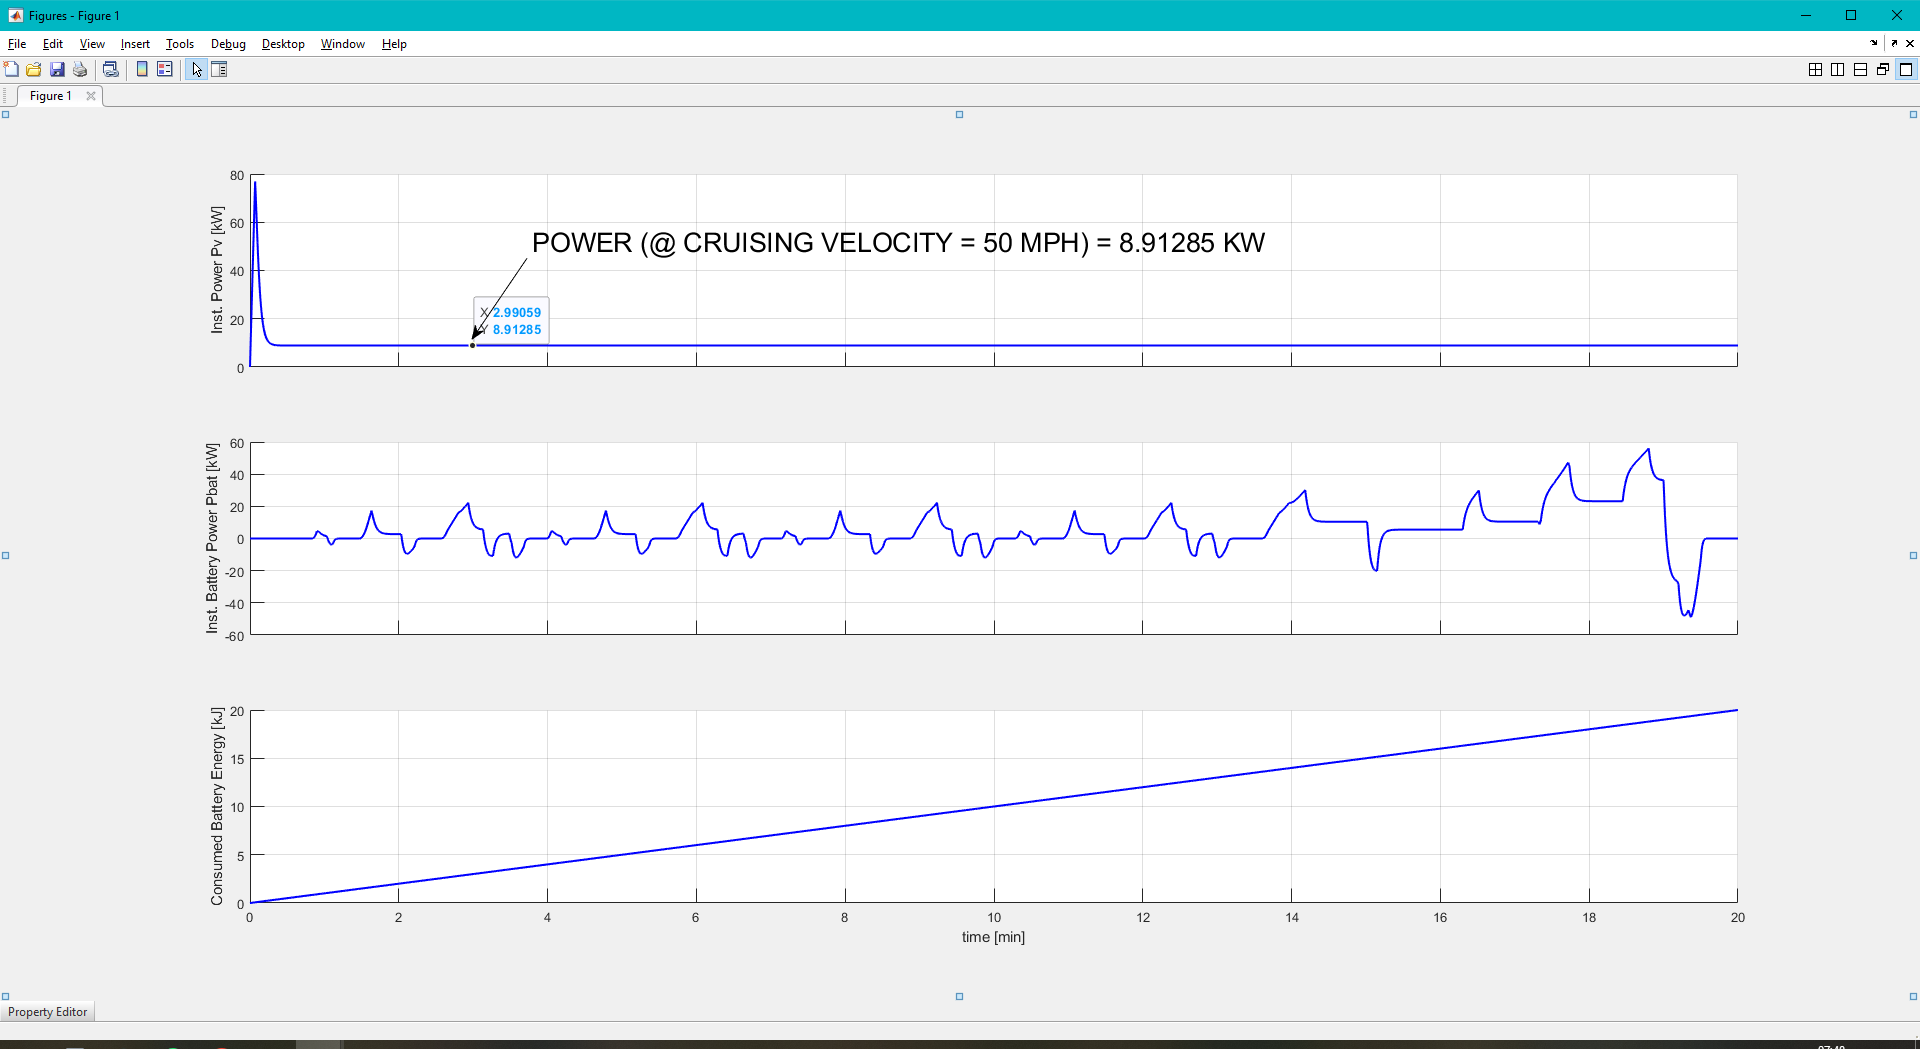 Figures - Figure 1
File Edit View Insert Tools Debug Desktop Window Help
Figure 1
80
60
40
20
0
Inst. Power Pv [kW]
POWER (@ CRUISING VELOCITY = 50 MPH) = 8.91285 KW
X 2.99059
Y 8.91285
60
40
20
0
-20
-40
-60
Inst. Battery Power Pbat [kW]
20
15
10
5
0
Consumed Battery Energy [kJ]
0 2 4 6 8 10 12 14 16 18 20
time [min]
Property Editor